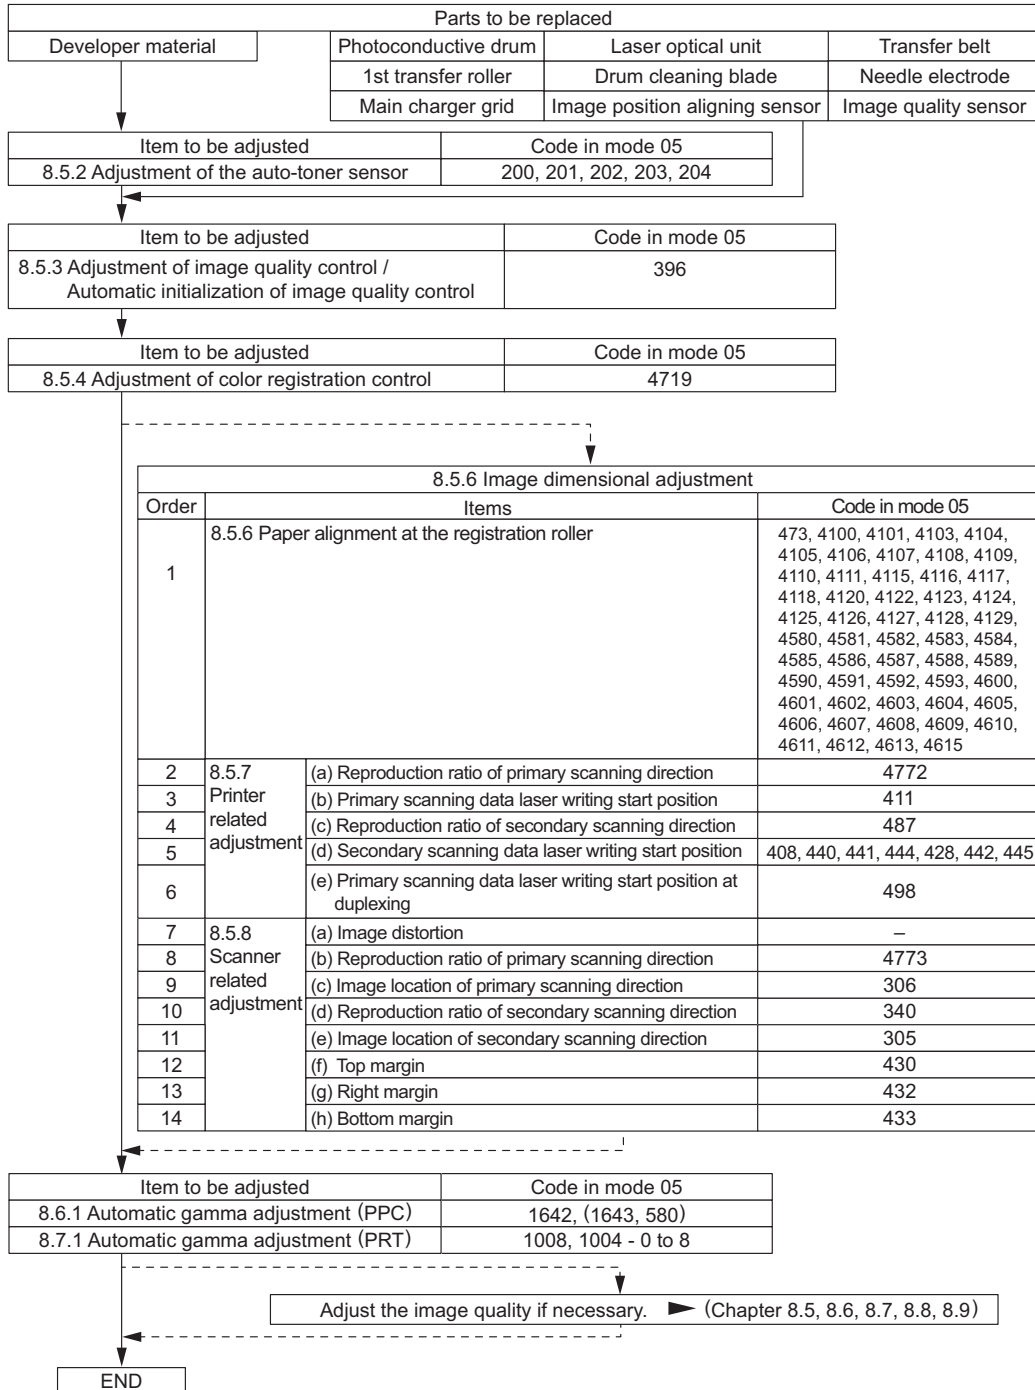 Parts to be replaced
Developer material
Photoconductive drum Laser optical unit Transfer belt
1st transfer roller Drum cleaning blade Needle electrode
Main charger grid Image position aligning sensor Image quality sensor
Item to be adjusted Code in mode 05
8.5.2 Adjustment of the auto-toner sensor 200, 201, 202, 203, 204
Item to be adjusted Code in mode 05
8.5.3 Adjustment of image quality control / 396
Automatic initialization of image quality control
Item to be adjusted Code in mode 05
8.5.4 Adjustment of color registration control 4719
8.5.6 Image dimensional adjustment
Order Items Code in mode 05
1 8.5.6 Paper alignment at the registration roller
473, 4100, 4101, 4103, 4104,
4105, 4106, 4107, 4108, 4109,
4110, 4111, 4115, 4116, 4117,
4118, 4120, 4122, 4123, 4124,
4125, 4126, 4127, 4128, 4129,
4580, 4581, 4582, 4583, 4584,
4585, 4586, 4587, 4588, 4589,
4590, 4591, 4592, 4593, 4600,
4601, 4602, 4603, 4604, 4605,
4606, 4607, 4608, 4609, 4610,
4611, 4612, 4613, 4615
8.5.7
Printer
related
adjustment
2 (a) Reproduction ratio of primary scanning direction 4772
3 (b) Primary scanning data laser writing start position 411
4 (c) Reproduction ratio of secondary scanning direction 487
5 (d) Secondary scanning data laser writing start position 408, 440, 441, 444, 428, 442, 445
6 (e) Primary scanning data laser writing start position at 498
duplexing
8.5.8
Scanner
related
adjustment
7 (a) Image distortion –
8 (b) Reproduction ratio of primary scanning direction 4773
9 (c) Image location of primary scanning direction 306
10 (d) Reproduction ratio of secondary scanning direction 340
11 (e) Image location of secondary scanning direction 305
12 (f) Top margin 430
13 (g) Right margin 432
14 (h) Bottom margin 433
Item to be adjusted Code in mode 05
8.6.1 Automatic gamma adjustment (PPC) 1642, (1643, 580)
8.7.1 Automatic gamma adjustment (PRT) 1008, 1004 - 0 to 8
Adjust the image quality if necessary. ► (Chapter 8.5, 8.6, 8.7, 8.8, 8.9)
END